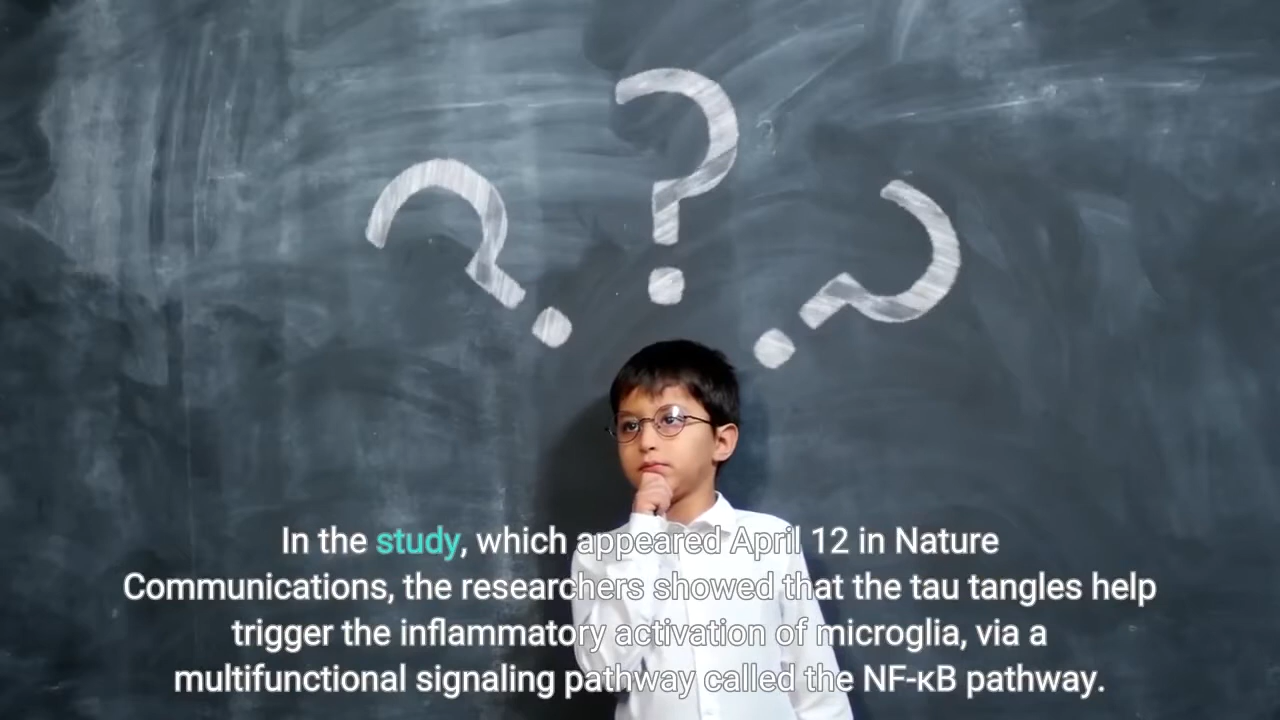 ? ? ?
In the study, which appeared April 12 in Nature
Communications, the researchers showed that the tau tangles help
trigger the inflammatory activation of microglia, via a
multifunctional signaling pathway called the NF-κB pathway.